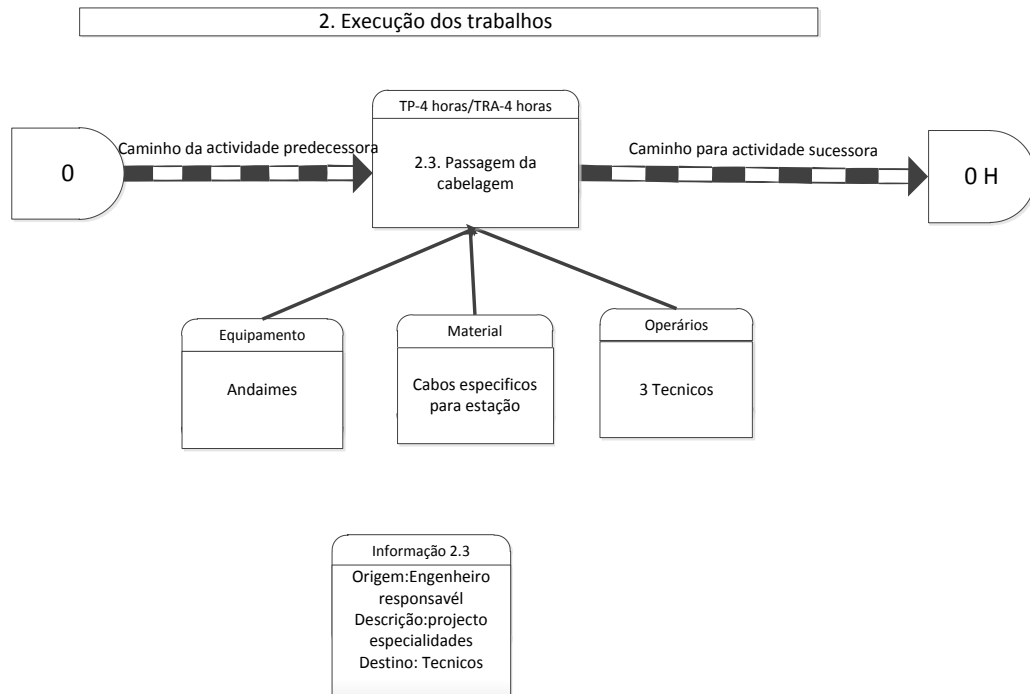 2. Execução dos trabalhos
TP-4 horas/TRA-4 horas
0
Caminho da actividade predecessora
2.3. Passagem da
cabelagem
Caminho para actividade sucessora
0 H
Equipamento
Andaimes
Material
Cabos especificos
para estação
Operários
3 Tecnicos
Informação 2.3
Origem:Engenheiro
responsavél
Descrição:projecto
especialidades
Destino: Tecnicos